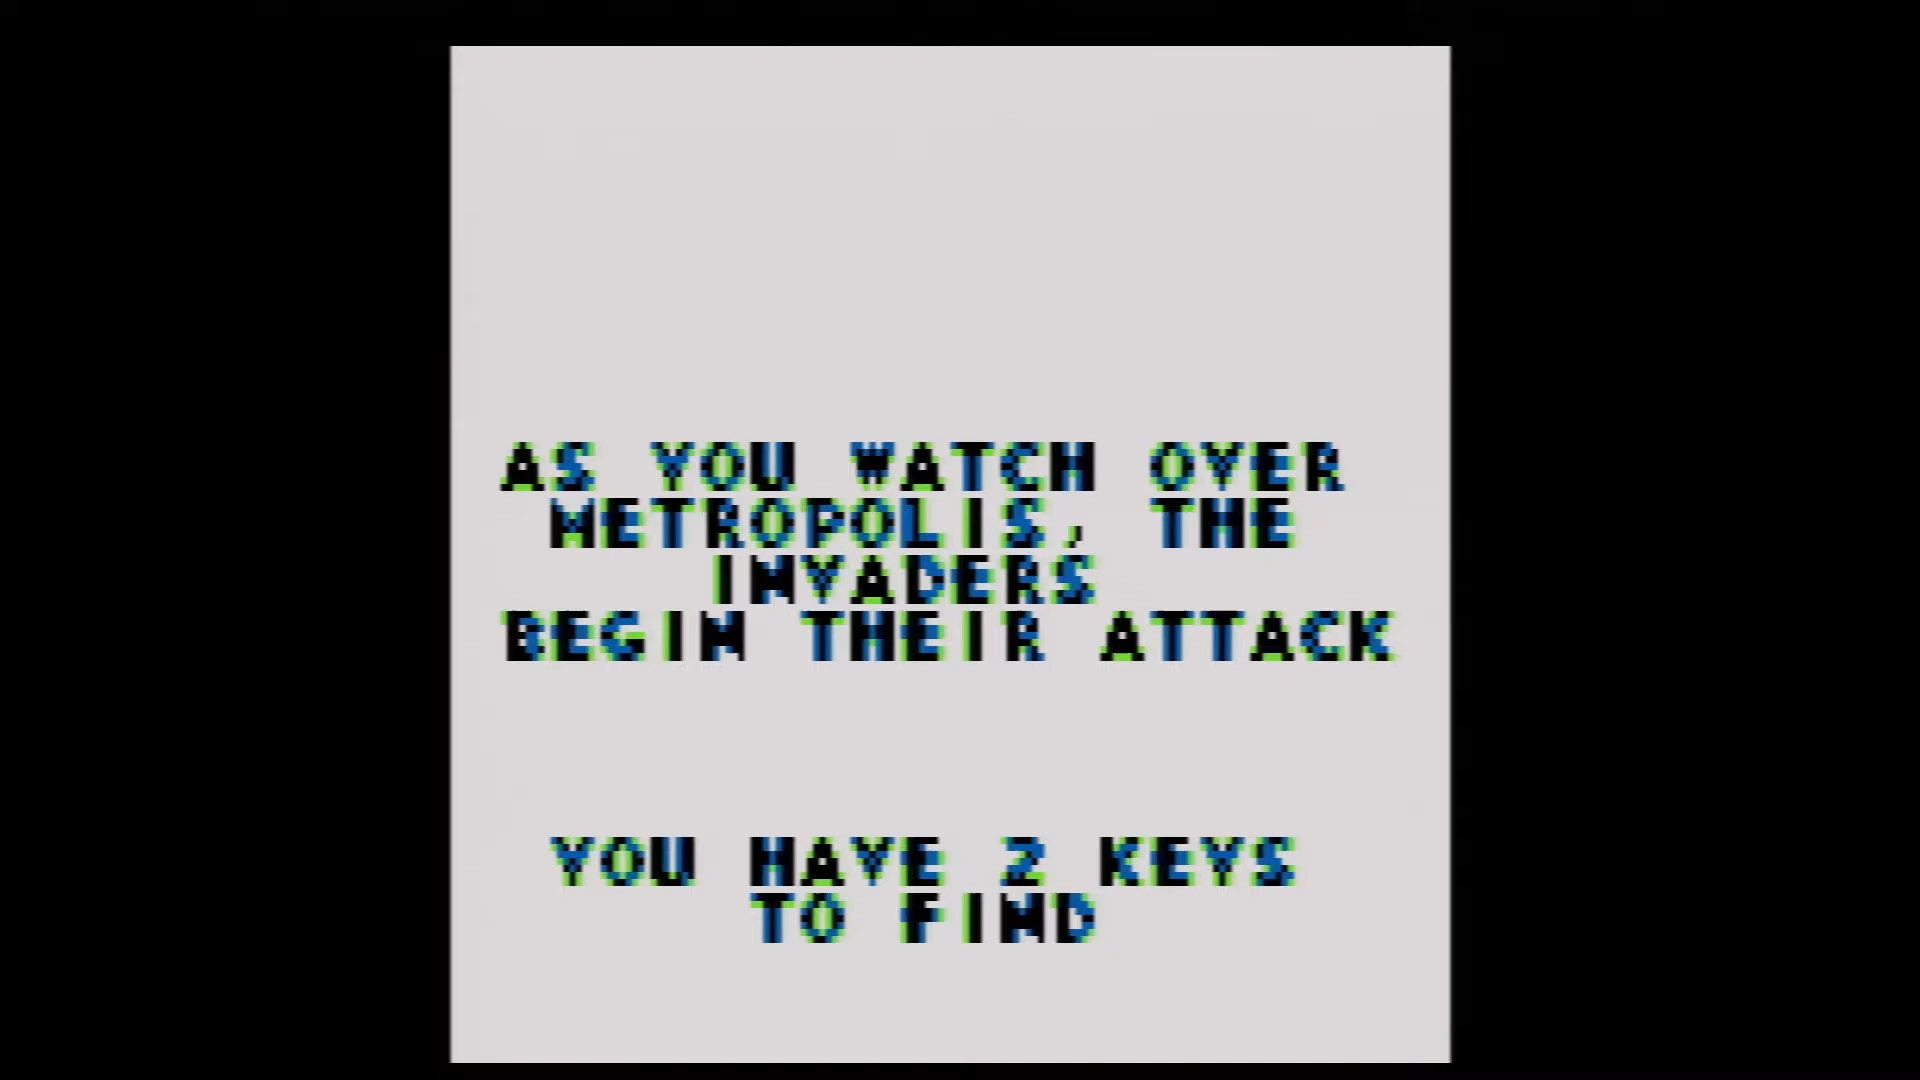 AS YOU WATCH OVER
METROPOLIS, THE
INVADERS
BEGIN THEIR ATTACK
YOU HAVE 2 KEYS
TO FIND